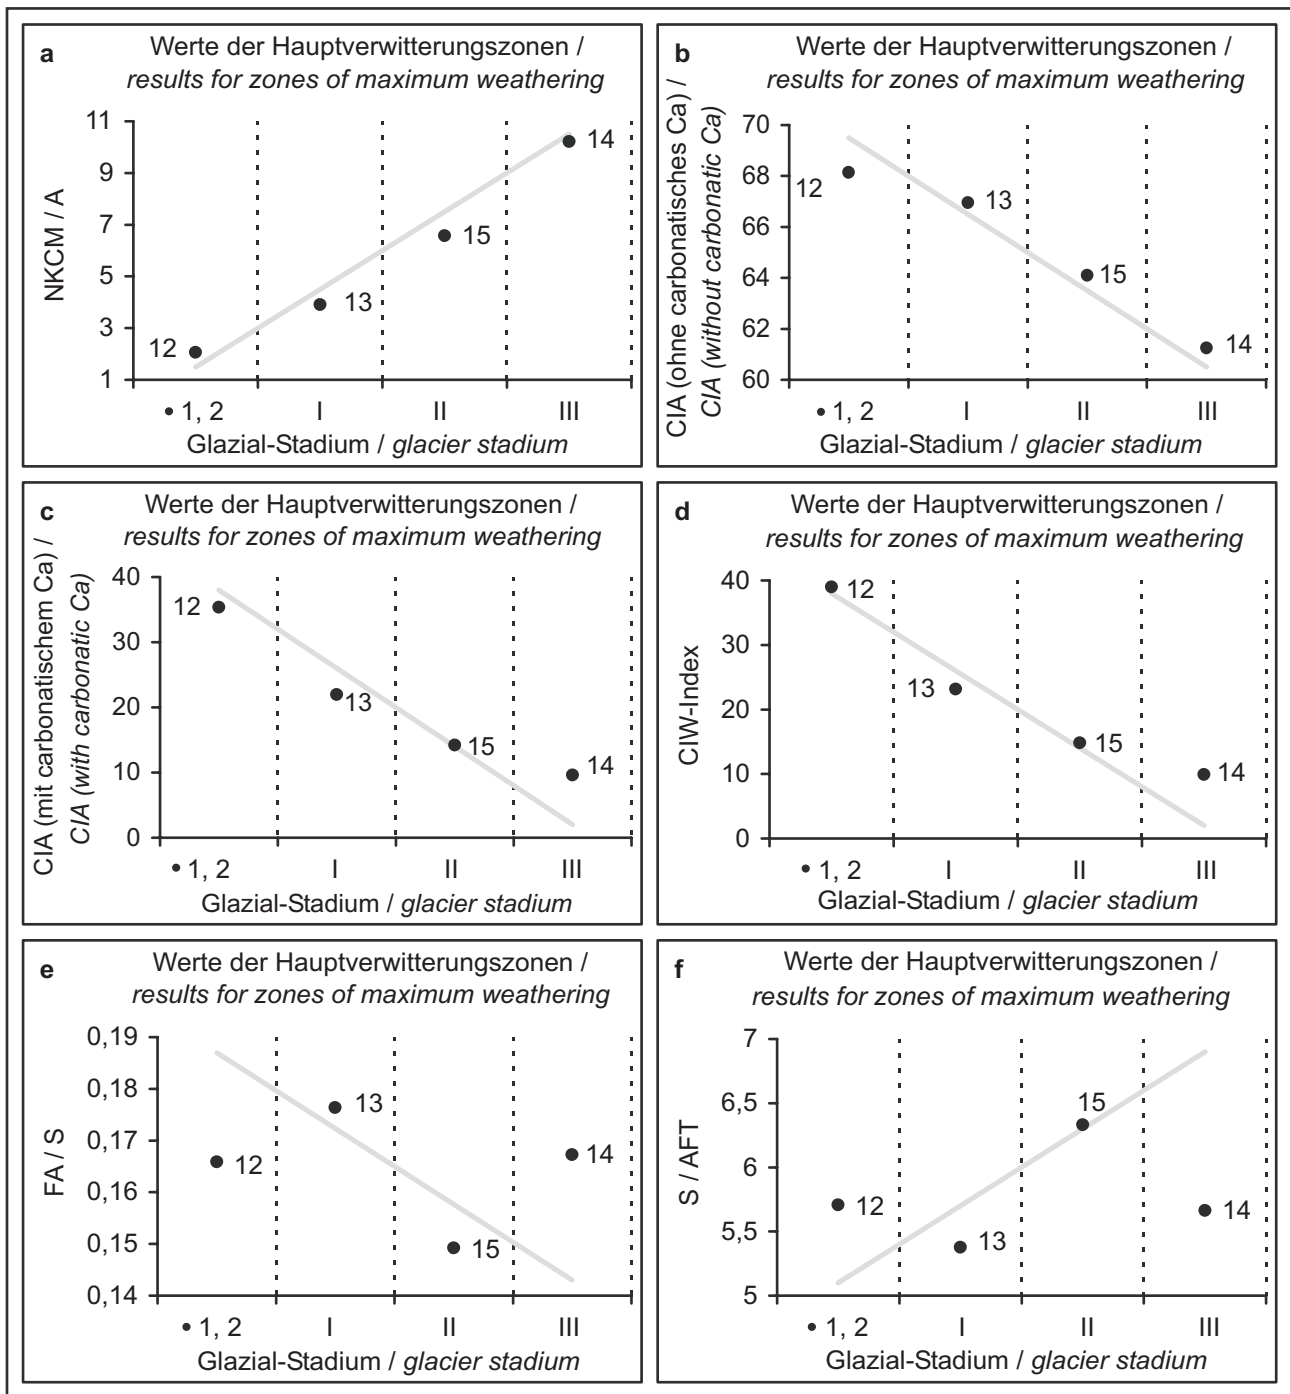 a
Werte der Hauptverwitterungszonen /
results for zones of maximum weathering
NKCM / A
11
9
7
5
3
1
12
13
15
14
• 1, 2 I II III
Glazial-Stadium / glacier stadium
b
Werte der Hauptverwitterungszonen /
results for zones of maximum weathering
CIA (ohne carbonatisches Ca) /
CIA (without carbonatic Ca)
70
68
66
64
62
60
12
13
15
14
• 1, 2 I II III
Glazial-Stadium / glacier stadium
c
Werte der Hauptverwitterungszonen /
results for zones of maximum weathering
CIA (mit carbonatischem Ca) /
CIA (with carbonatic Ca)
40
30
20
10
0
12
13
15
14
• 1, 2 I II III
Glazial-Stadium / glacier stadium
d
Werte der Hauptverwitterungszonen /
results for zones of maximum weathering
CIW-Index
40
30
20
10
0
12
13
15
14
• 1, 2 I II III
Glazial-Stadium / glacier stadium
e
Werte der Hauptverwitterungszonen /
results for zones of maximum weathering
FA / S
0,19
0,18
0,17
0,16
0,15
0,14
12
13
15
14
• 1, 2 I II III
Glazial-Stadium / glacier stadium
f
Werte der Hauptverwitterungszonen /
results for zones of maximum weathering
S / AFT
7
6,5
6
5,5
5
12
13
15
14
• 1, 2 I II III
Glazial-Stadium / glacier stadium